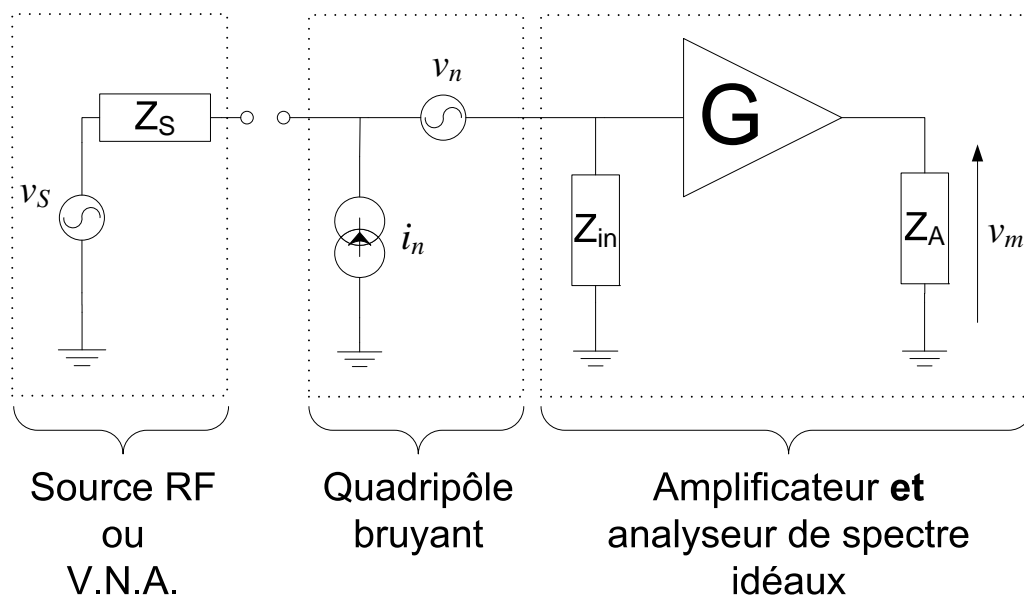 Z_S
v_S
v_n
i_n
G
Z_in
Z_A
v_m
Source RF
ou
V.N.A.
Quadripôle
bruyant
Amplificateur et
analyseur de spectre
idéaux